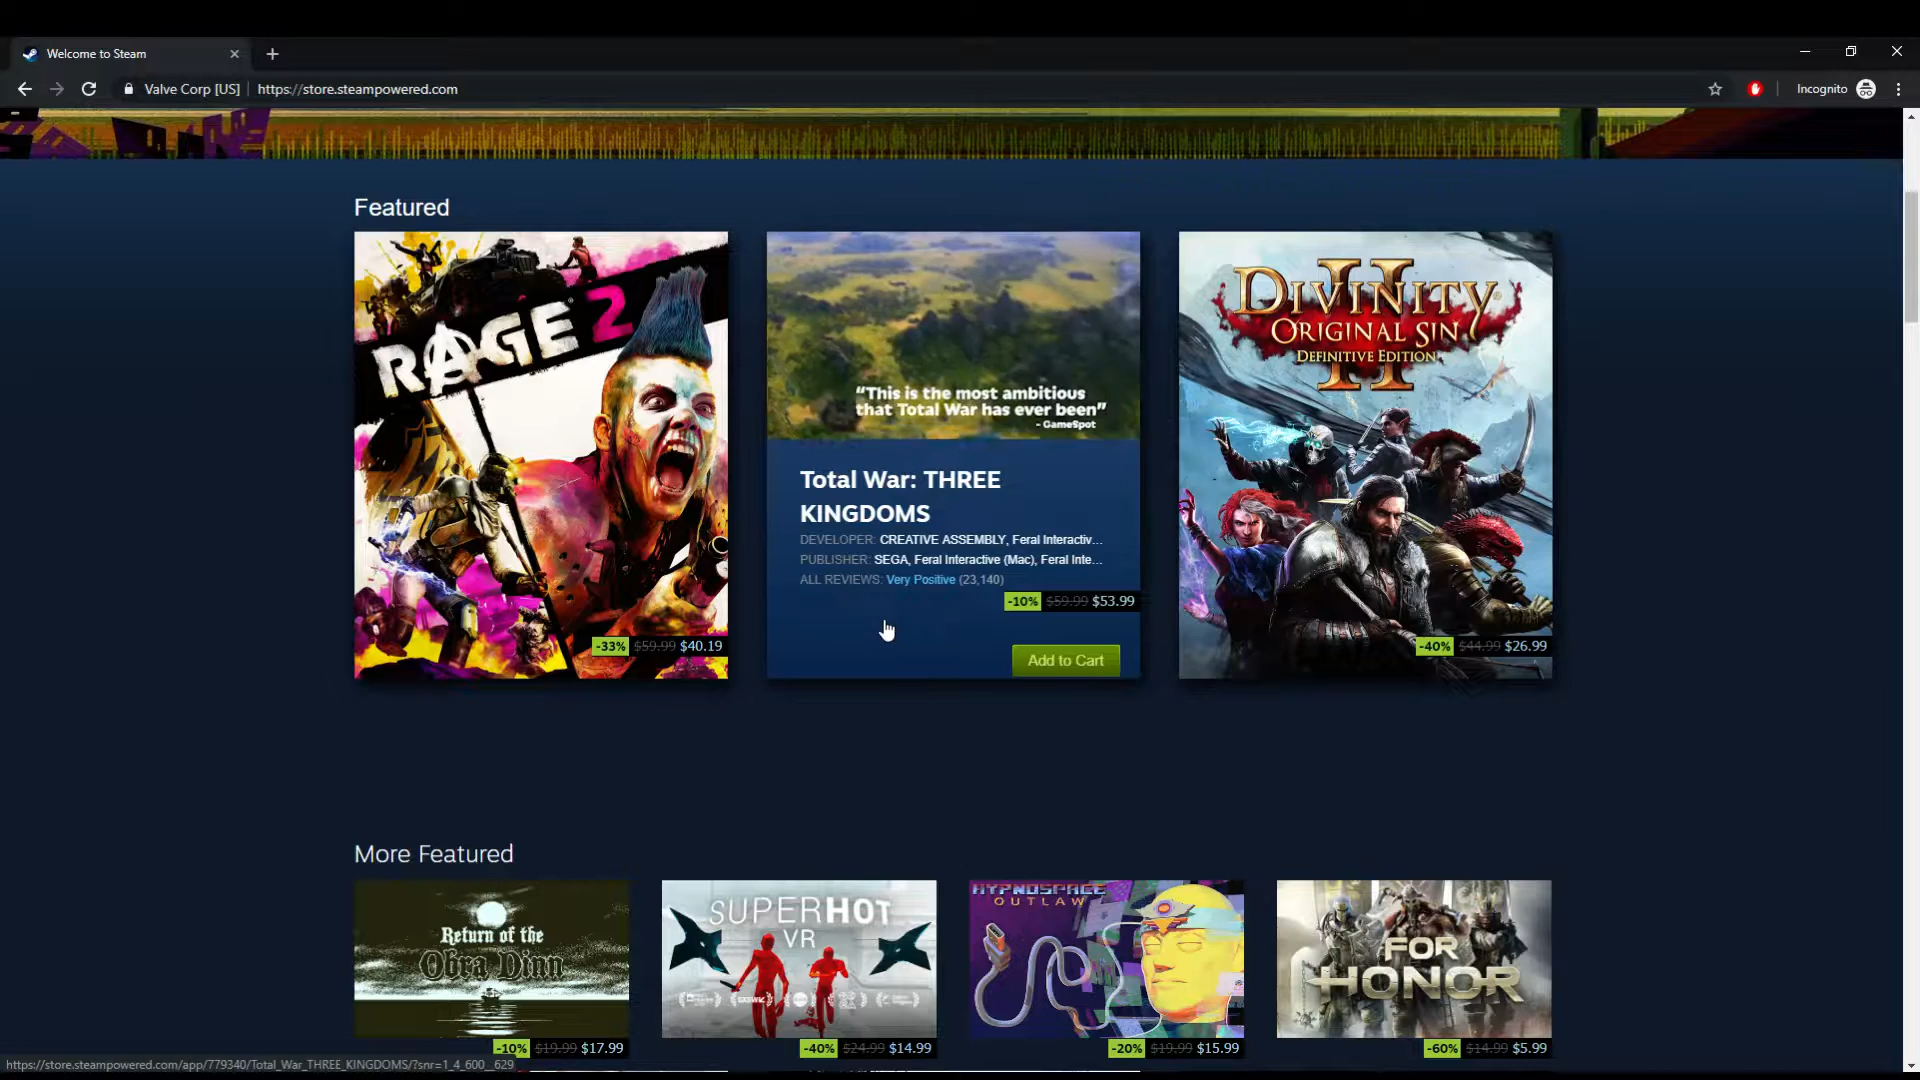 Welcome to Steam
Valve Corp [US] https://store.steampowered.com
Incognito
Featured
RAGE 2
"This is the most ambitious
that Total War has ever been"
- GameSpot
Total War: THREE
KINGDOMS
DEVELOPER: CREATIVE ASSEMBLY, Feral Interactiv...
PUBLISHER: SEGA, Feral Interactive (Mac), Feral Inte...
ALL REVIEWS: Very Positive (23,140)
-10% $59.99 $53.99
Add to Cart
DIVINITY
II
ORIGINAL SIN
DEFINITIVE EDITION
-33% $59.99 $40.19
-40% $44.99 $26.99
More Featured
Return of the
Obra Dinn
SUPERHOT
VR
HYPNOSPACE
OUTLAW
FOR
HONOR
-10% $19.99 $17.99
-40% $24.99 $14.99
-20% $19.99 $15.99
-60% $14.99 $5.99
https://store.steampowered.com/app/779340/Total_War_THREE_KINGDOMS/?snr=1_4_600__629